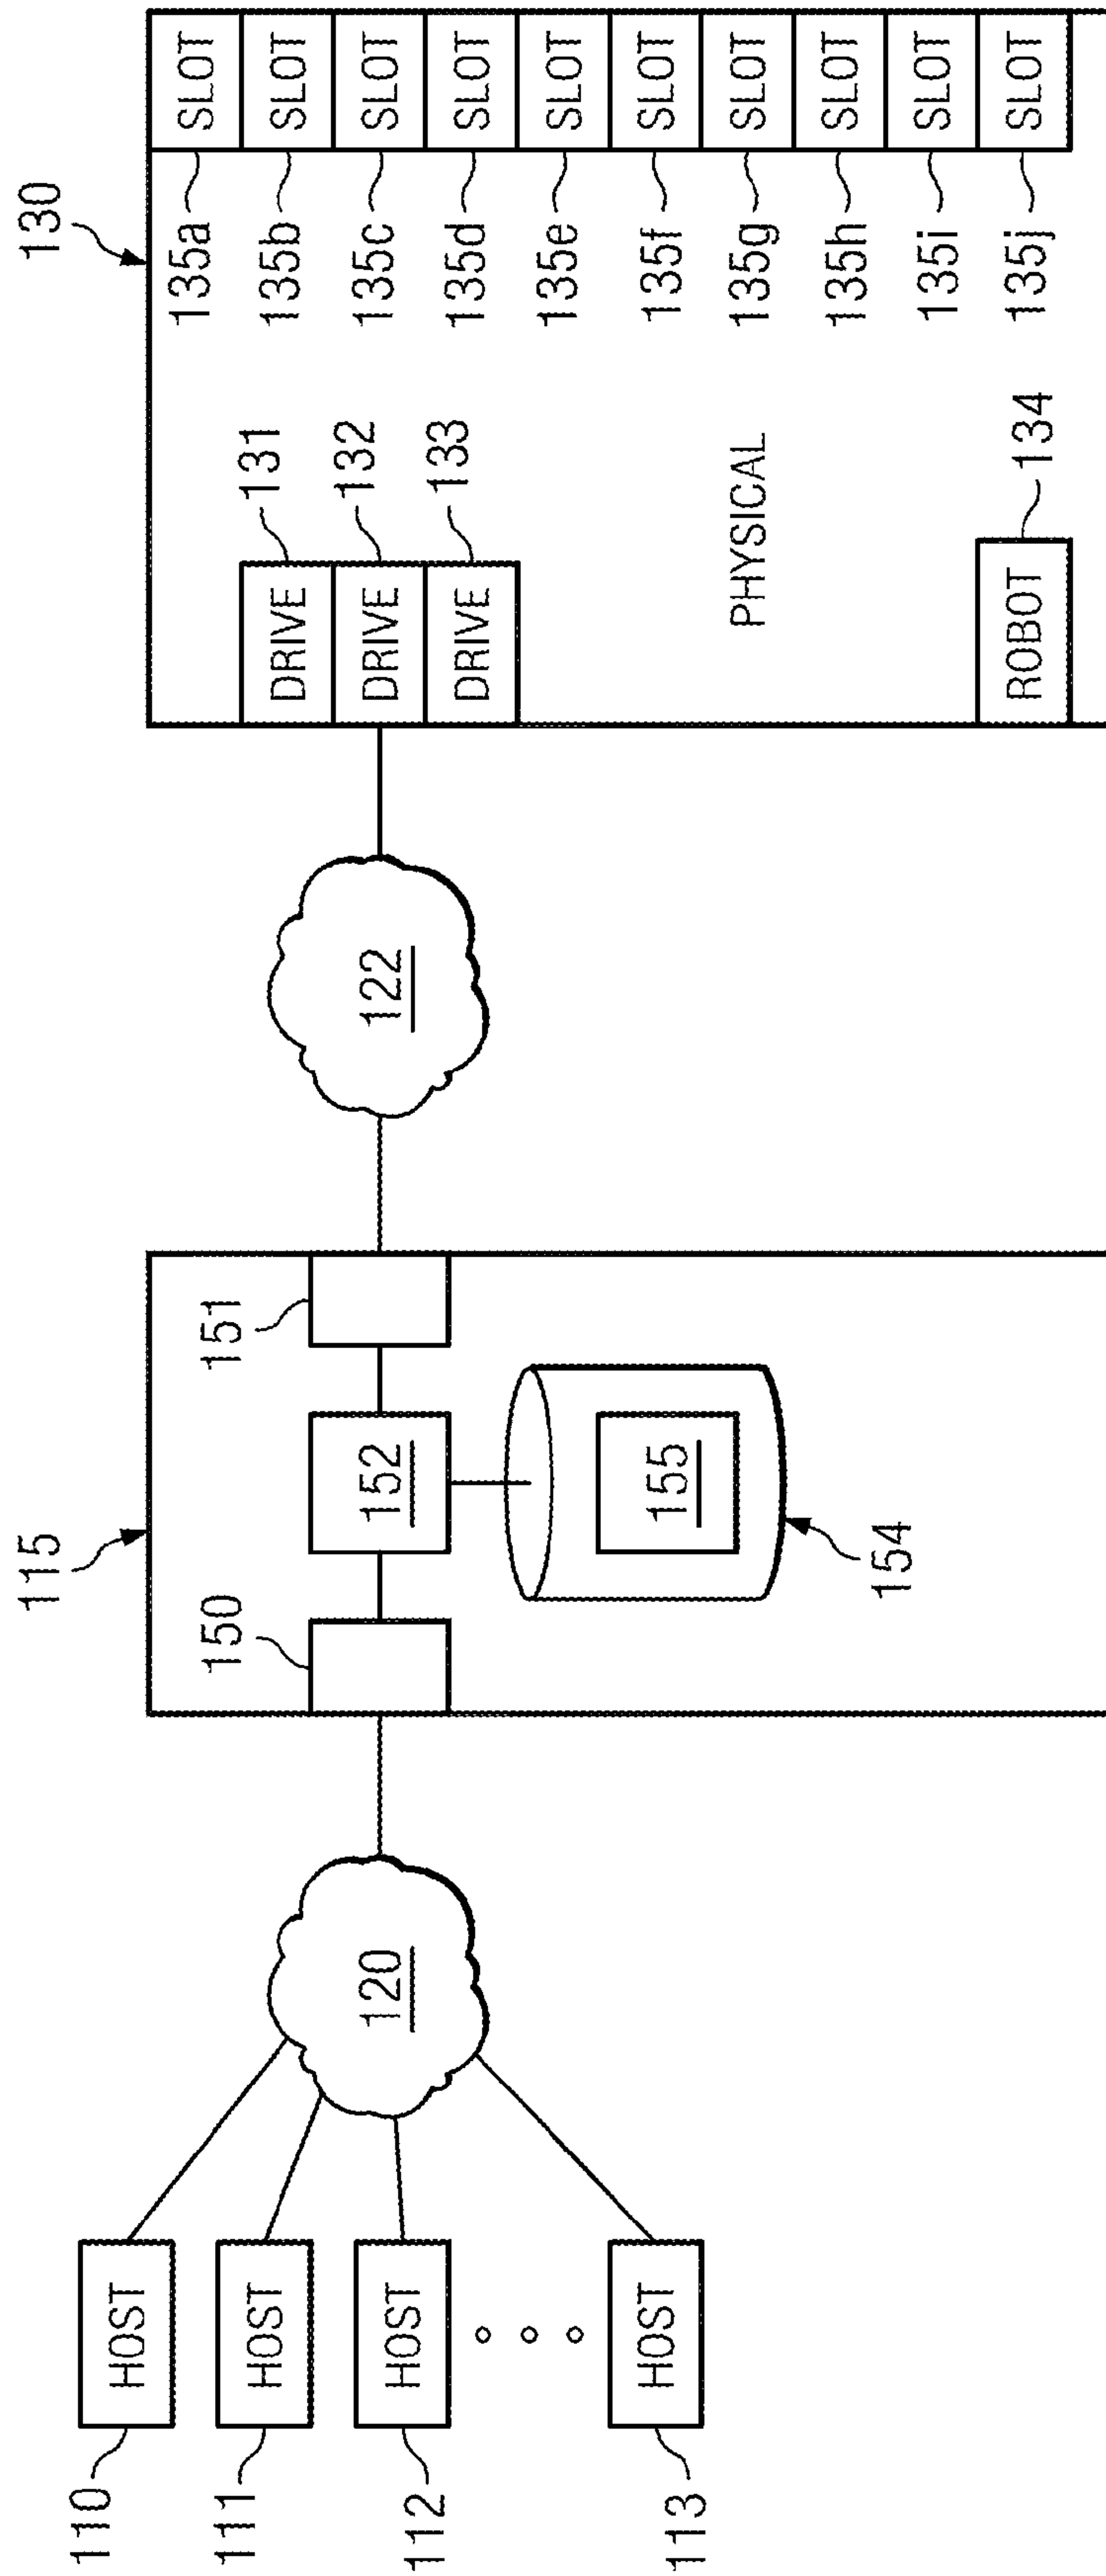 110
HOST
111
HOST
112
HOST
113
HOST
120
115
150
152
151
155
154
122
130
DRIVE
131
DRIVE
132
DRIVE
133
PHYSICAL
ROBOT
134
135a
SLOT
135b
SLOT
135c
SLOT
135d
SLOT
135e
SLOT
135f
SLOT
135g
SLOT
135h
SLOT
135i
SLOT
135j
SLOT